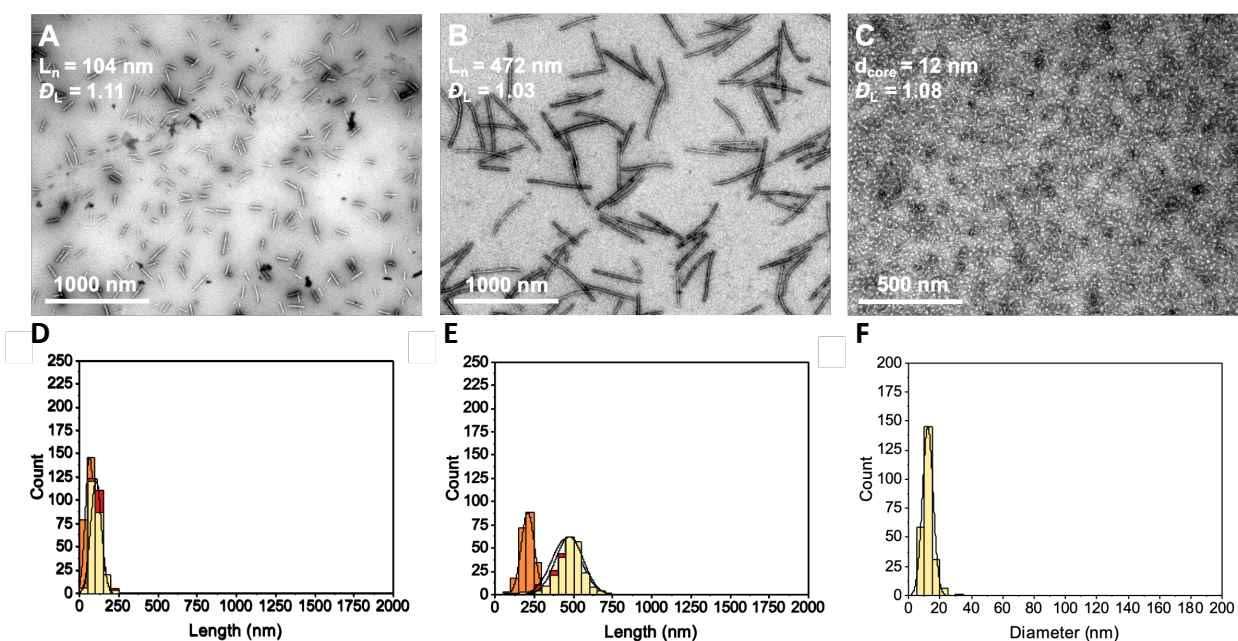 A
Ln = 104 nm
ĐL = 1.11
1000 nm
B
Ln = 472 nm
ĐL = 1.03
1000 nm
C
dcore = 12 nm
ĐL = 1.08
500 nm
D
250
225
200
175
150
125
100
75
50
25
0
Count
0 250 500 750 1000 1250 1500 1750 2000
Length (nm)
E
250
225
200
175
150
125
100
75
50
25
0
Count
0 250 500 750 1000 1250 1500 1750 2000
Length (nm)
F
200
175
150
125
100
75
50
25
0
Count
0 20 40 60 80 100 120 140 160 180 200
Diameter (nm)